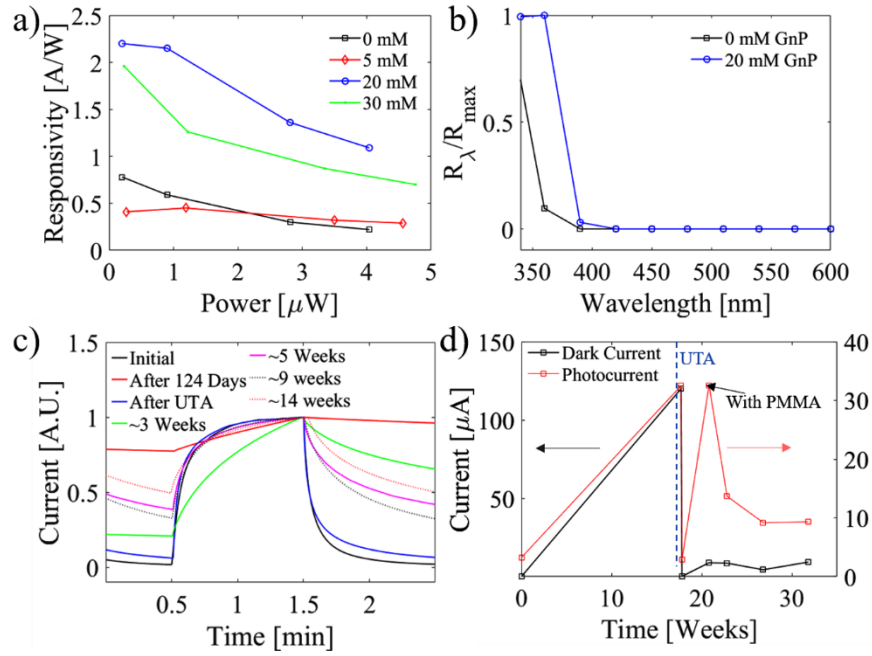 a)
Responsivity [A/W]
2.5
2
1.5
1
0.5
0
0 mM
5 mM
20 mM
30 mM
0 1 2 3 4 5
Power [μW]
b)
R_λ/R_max
1
0.5
0
0 mM GnP
20 mM GnP
350 400 450 500 550 600
Wavelength [nm]
c)
Current [A.U.]
1.5
1
0.5
0
Initial
After 124 Days
After UTA
~3 Weeks
~5 Weeks
~9 weeks
~14 weeks
0.5 1 1.5 2
Time [min]
d)
Current [μA]
150
100
50
Dark Current
Photocurrent
UTA
With PMMA
40
30
20
10
0
0 10 20 30
Time [Weeks]